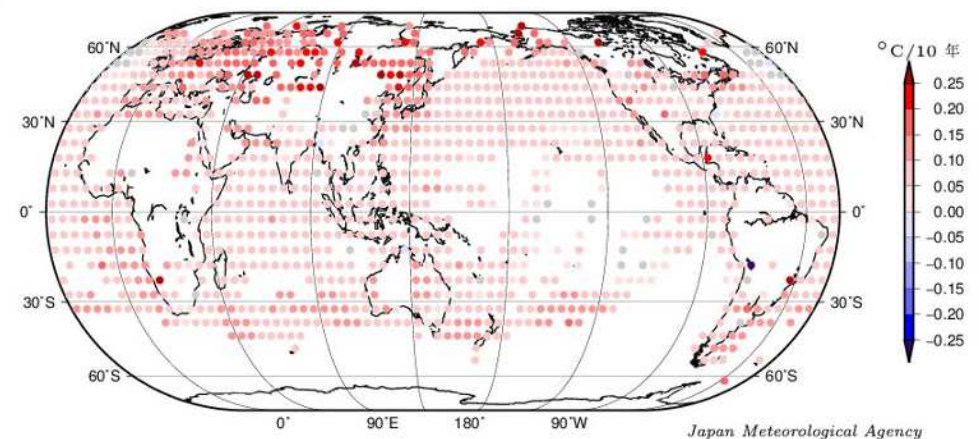 °C/10 年
60˚N
60˚N
0.25
0.20
30˚N
30˚N
0.15
0.10
0.05
0˚
0˚
0.00
−0.05
−0.10
−0.15
30˚S
30˚S
−0.20
−0.25
60˚S
60˚S
0˚
90˚E
180˚
90˚W
Japan Meteorological Agency